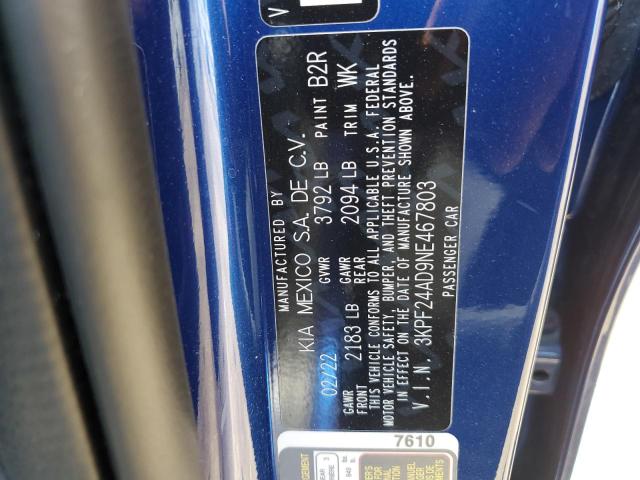 V
MANUFACTURED BY
KIA MEXICO S.A. DE C.V.
02/22 GVWR 3792 LB PAINT B2R
GAWR FRONT 2183 LB GAWR REAR 2094 LB TRIM WK
THIS VEHICLE CONFORMS TO ALL APPLICABLE U.S.A. FEDERAL
MOTOR VEHICLE SAFETY, BUMPER, AND THEFT PREVENTION STANDARDS
IN EFFECT ON THE DATE OF MANUFACTURE SHOWN ABOVE.
V.I.N. 3KPF24AD9NE467803
PASSENGER CAR
7610